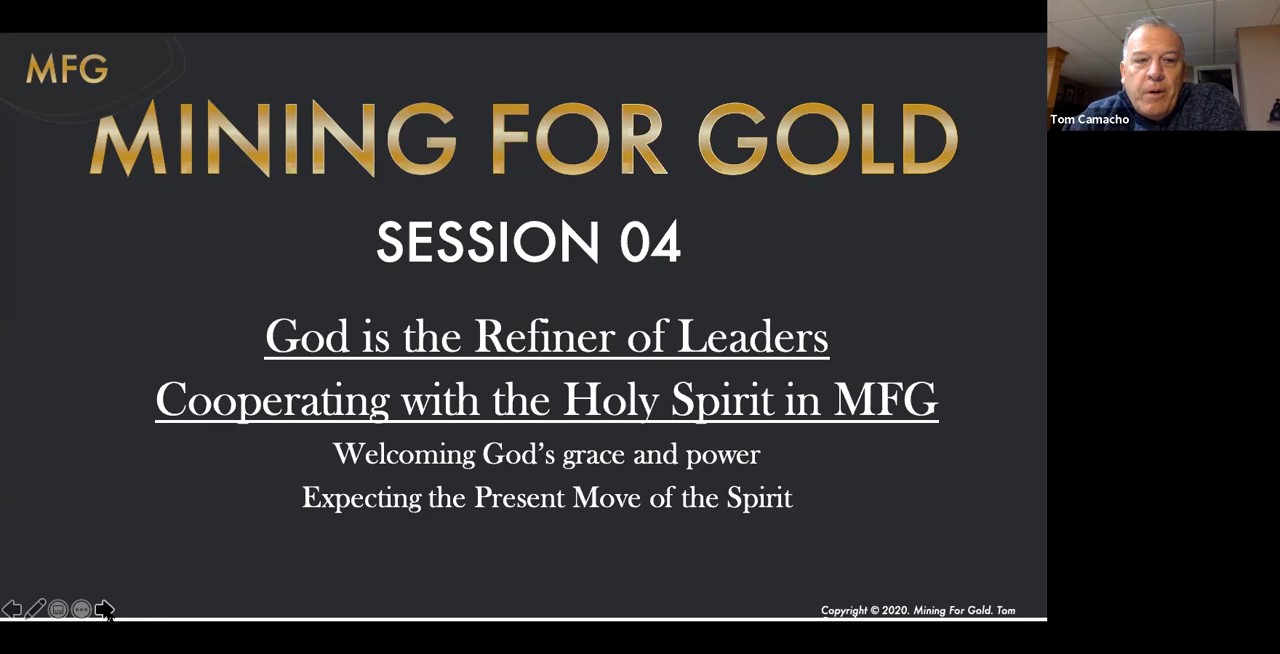 MFG
MINING FOR GOLD
SESSION 04
God is the Refiner of Leaders
Cooperating with the Holy Spirit in MFG
Welcoming God’s grace and power
Expecting the Present Move of the Spirit
Copyright © 2020. Mining For Gold. Tom
Tom Camacho